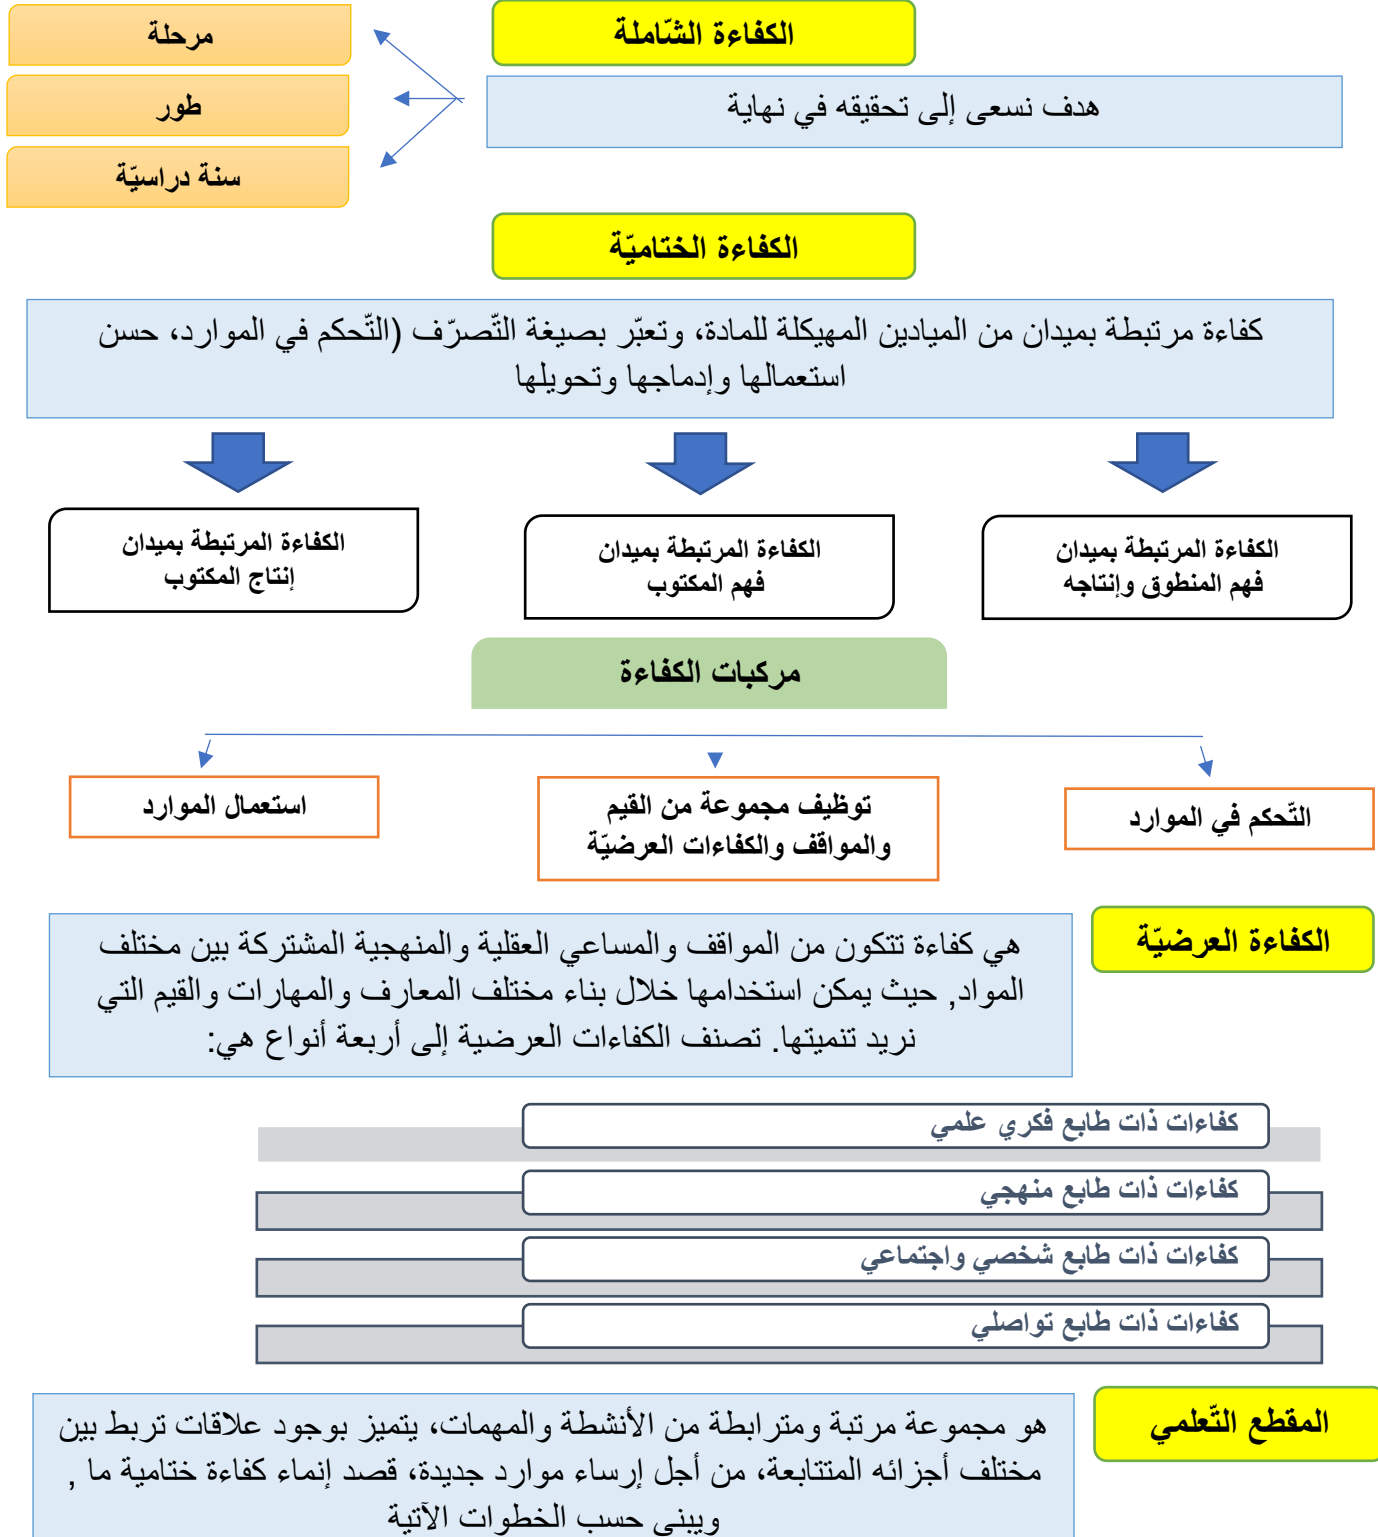 الكفاءة الشّاملة
هدف نسعى إلى تحقيقه في نهاية
مرحلة
طور
سنة دراسيّة
الكفاءة الختاميّة
كفاءة مرتبطة بميدان من الميادين المهيكلة للمادة، وتعبّر بصيغة التّصرّف (التّحكم في الموارد، حسن
استعمالها وإدماجها وتحويلها
الكفاءة المرتبطة بميدان
فهم المنطوق وإنتاجه
الكفاءة المرتبطة بميدان
فهم المكتوب
الكفاءة المرتبطة بميدان
إنتاج المكتوب
مركبات الكفاءة
التّحكم في الموارد
توظيف مجموعة من القيم
والمواقف والكفاءات العرضيّة
استعمال الموارد
الكفاءة العرضيّة
هي كفاءة تتكون من المواقف والمساعي العقلية والمنهجية المشتركة بين مختلف
المواد, حيث يمكن استخدامها خلال بناء مختلف المعارف والمهارات والقيم التي
نريد تنميتها. تصنف الكفاءات العرضية إلى أربعة أنواع هي:
كفاءات ذات طابع فكري علمي
كفاءات ذات طابع منهجي
كفاءات ذات طابع شخصي واجتماعي
كفاءات ذات طابع تواصلي
المقطع التّعلمي
هو مجموعة مرتبة ومترابطة من الأنشطة والمهمات، يتميز بوجود علاقات تربط بين
مختلف أجزائه المتتابعة، من أجل إرساء موارد جديدة، قصد إنماء كفاءة ختامية ما ,
ويبنى حسب الخطوات الآتية